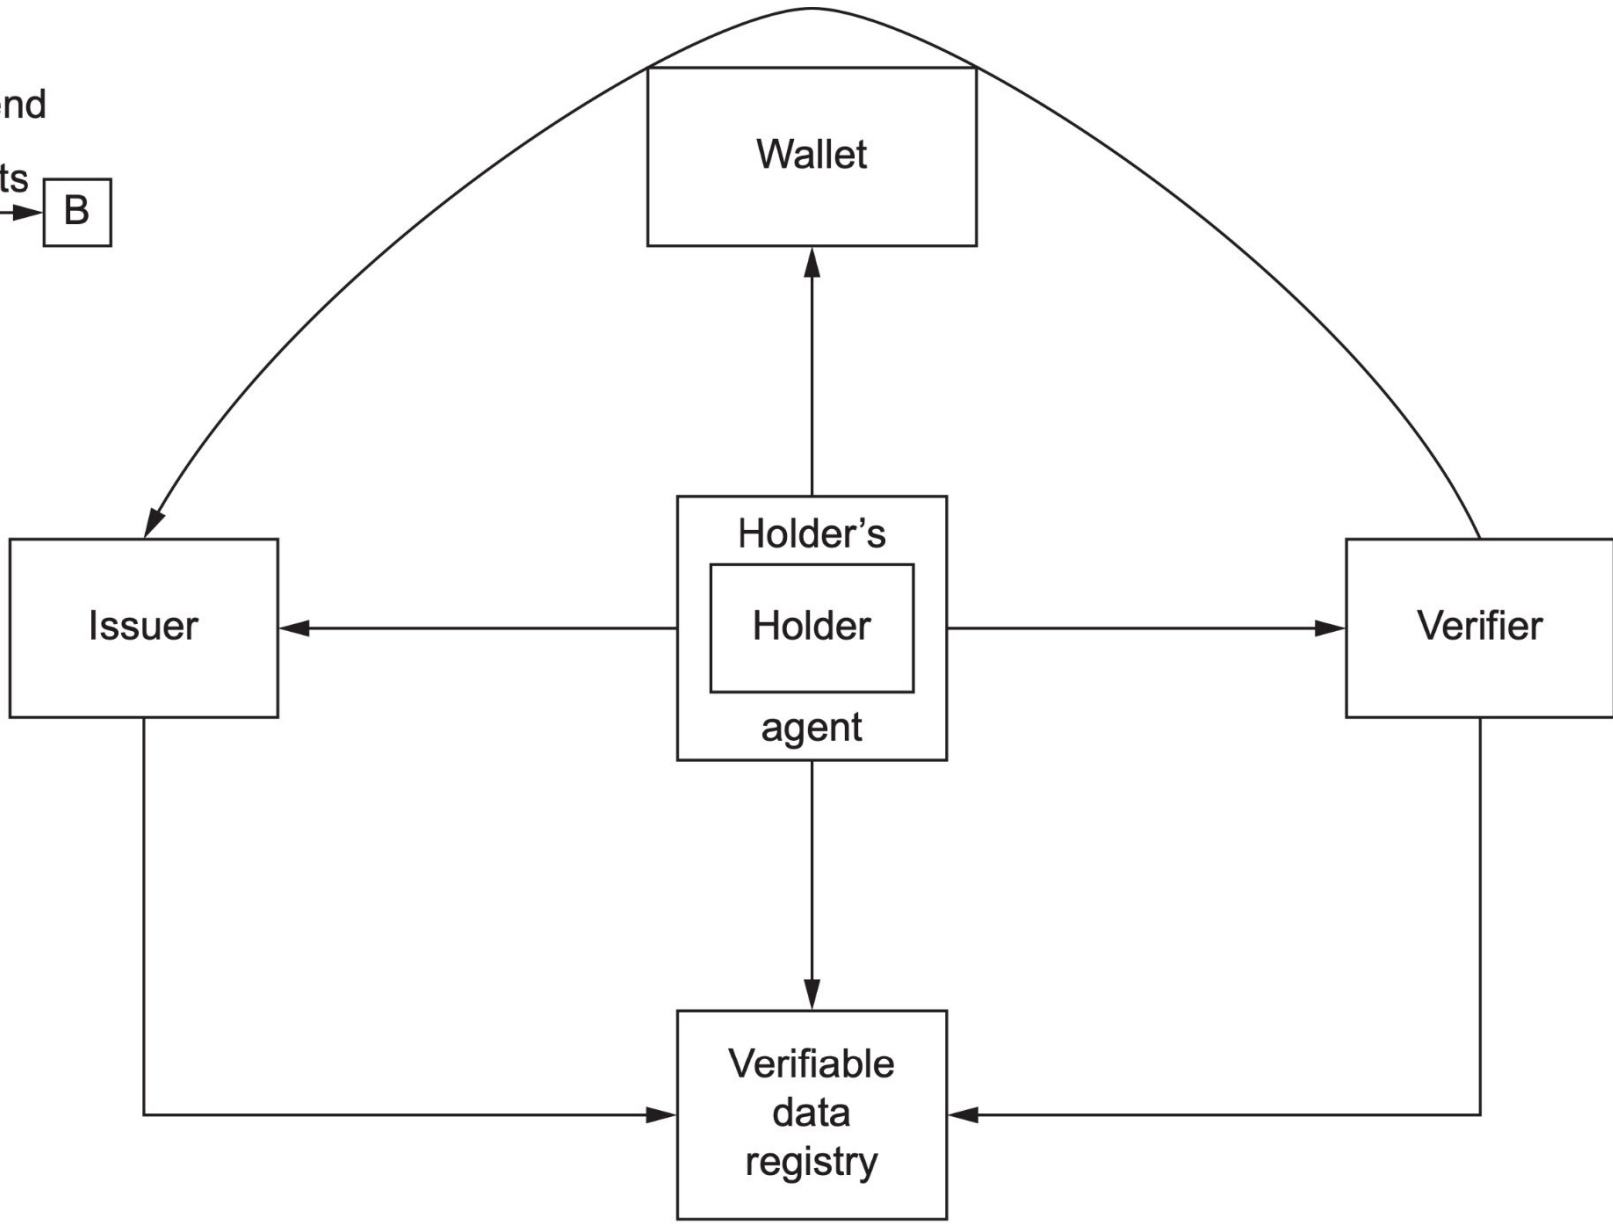 end
ts
B
Wallet
Holder’s
Issuer
Holder
Verifier
agent
Verifiable
data
registry